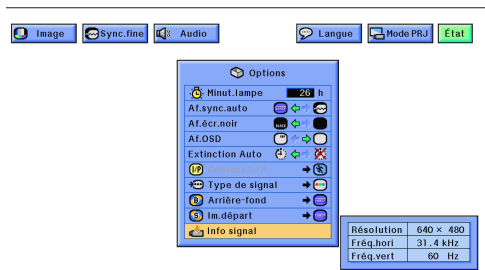 Image
Sync.fine
Audio
Langue
Mode PRJ
État
Options
Minut.lampe 26 h
Af.sync.auto
Af.écr.noir
Af.OSD
Extinction Auto
Type de signal
Arrière-fond
Im.départ
Info signal
Résolution 640 × 480
Fréq.hori 31.4 kHz
Fréq.vert 60 Hz